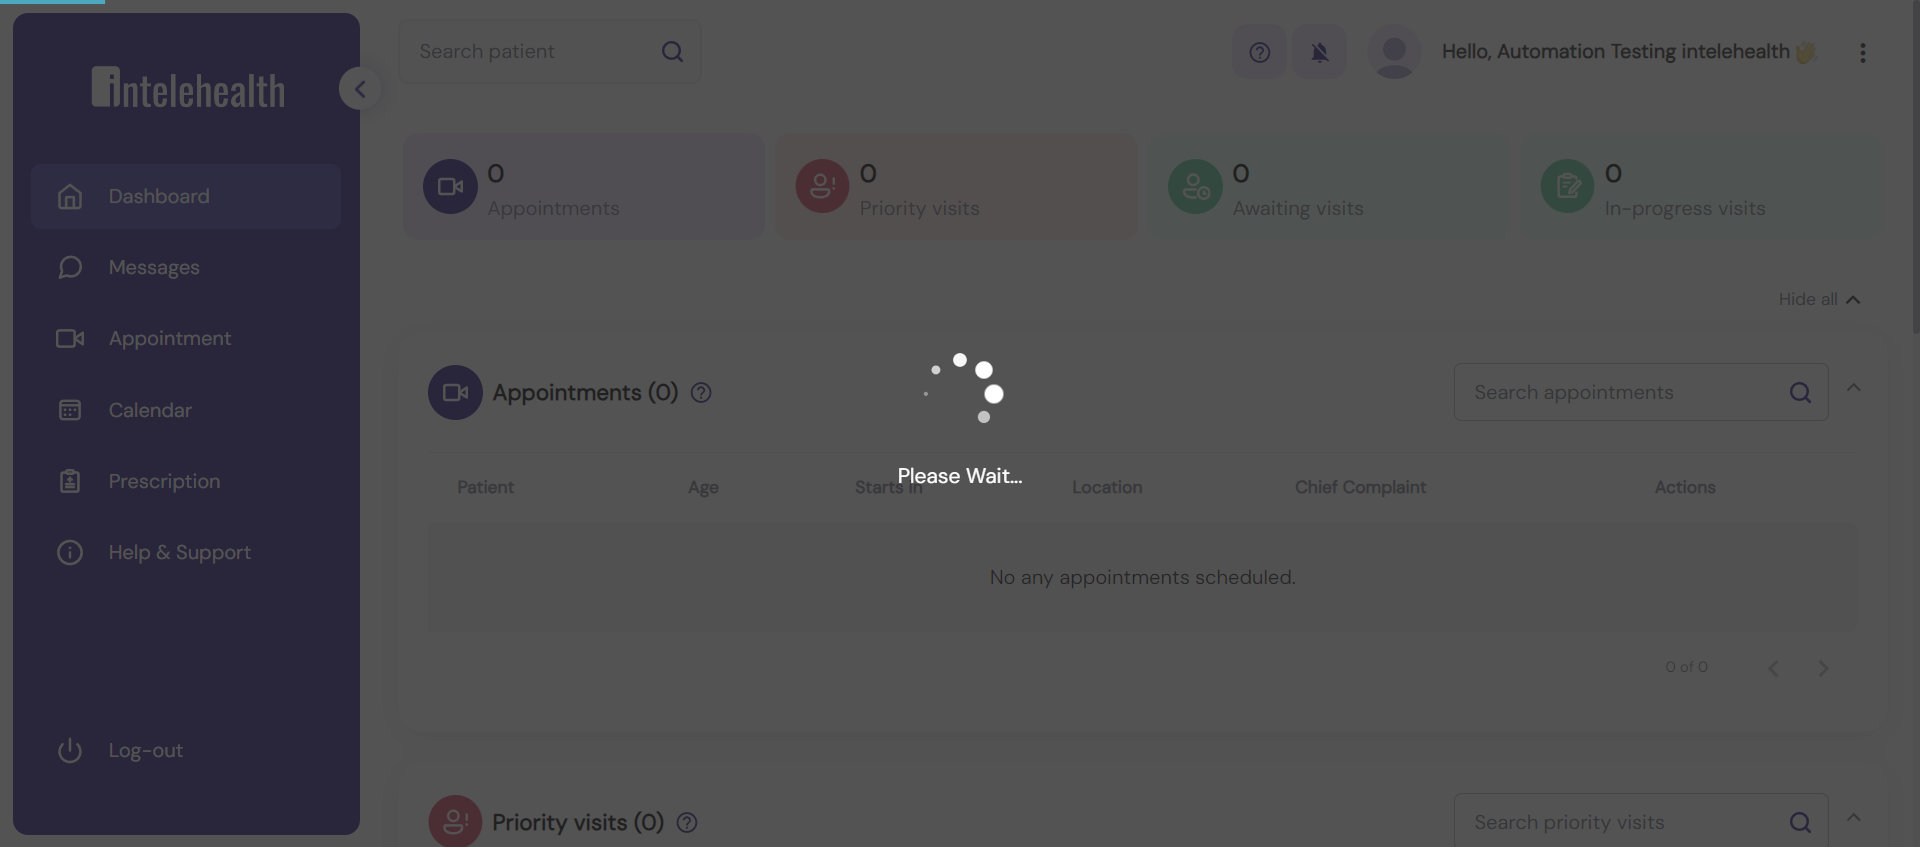 intelehealth
Dashboard
Messages
Appointment
Calendar
Prescription
Help & Support
Log-out
Search patient
Hello, Automation Testing intelehealth 👋
0
Appointments
0
Priority visits
0
Awaiting visits
0
In-progress visits
Hide all
Appointments (0)
Search appointments
Please Wait...
Patient Age Starts in Location Chief Complaint Actions
No any appointments scheduled.
0 of 0
Priority visits (0)
Search priority visits